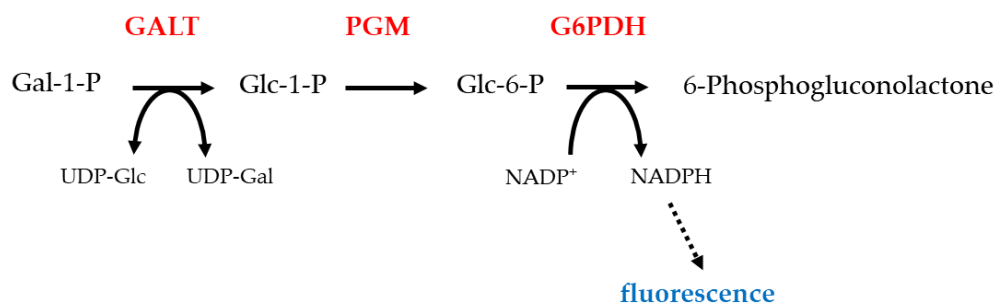 GALT PGM G6PDH
Gal-1-P Glc-1-P Glc-6-P 6-Phosphogluconolactone
UDP-Glc UDP-Gal NADP⁺ NADPH
fluorescence